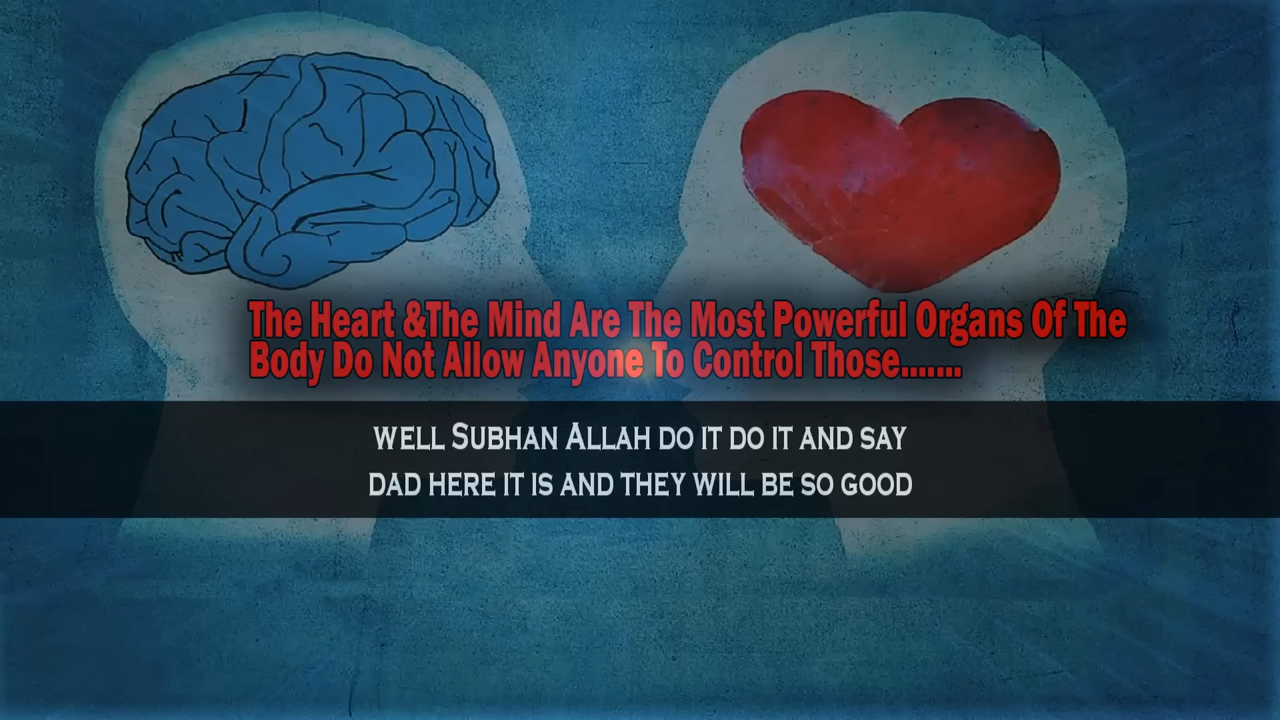 The Heart &The Mind Are The Most Powerful Organs Of The
Body Do Not Allow Anyone To Control Those.......
WELL SUBHAN ALLAH DO IT DO IT AND SAY
DAD HERE IT IS AND THEY WILL BE SO GOOD